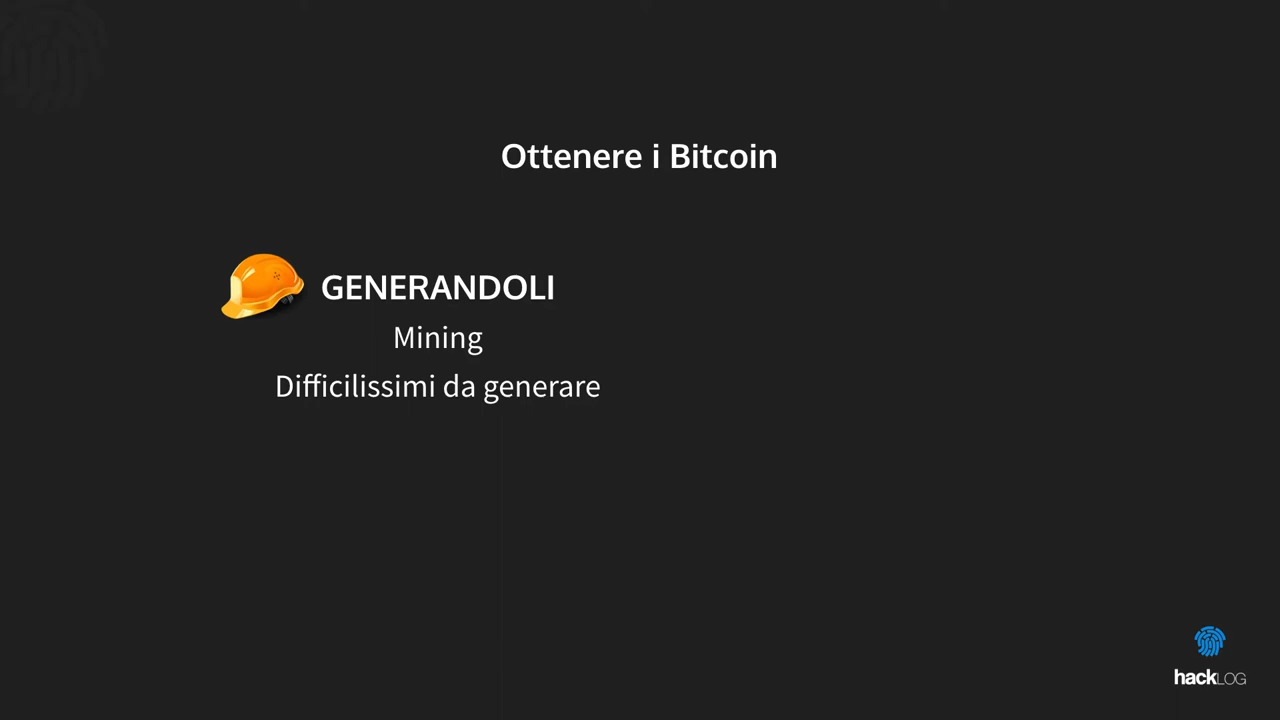 Ottenere i Bitcoin
GENERANDOLI
Mining
Difficilissimi da generare
hackLOG